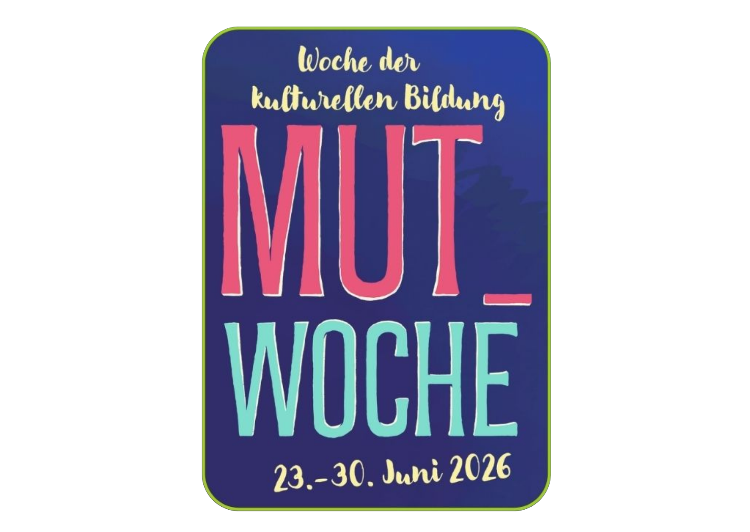 Woche der
kulturellen Bildung
MUT_
WOCHE
23.-30. Juni 2026